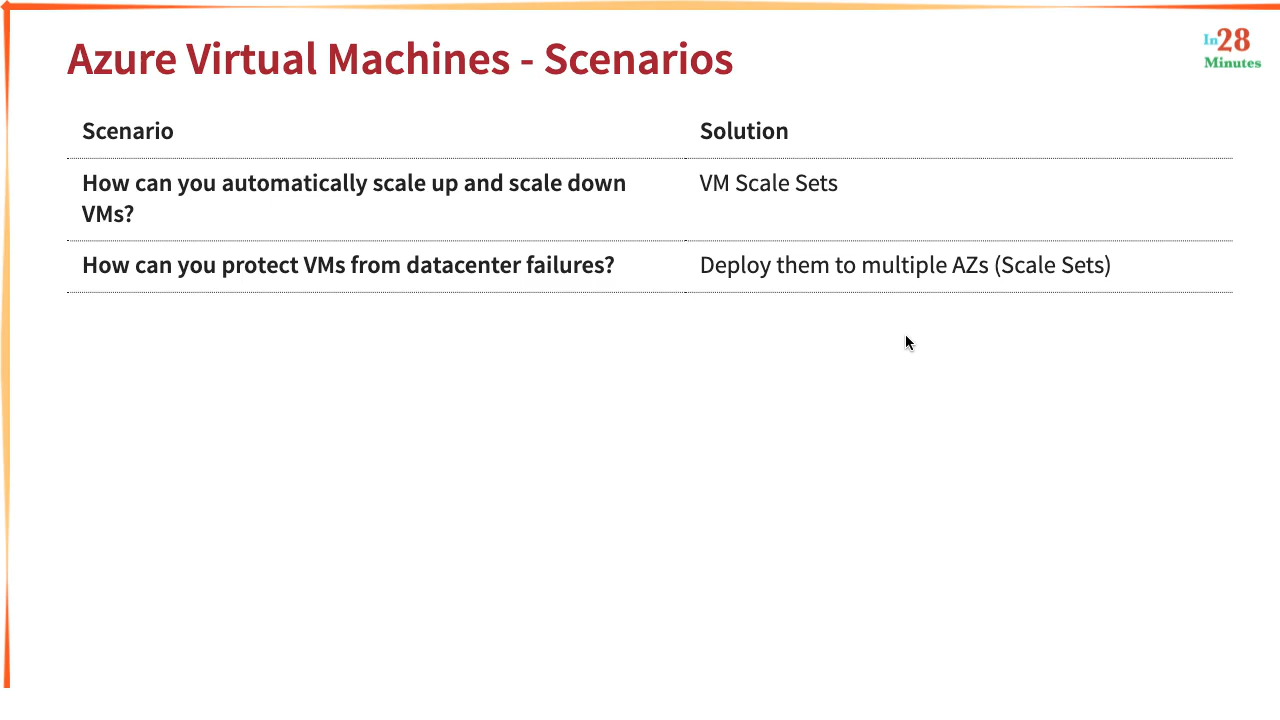 Azure Virtual Machines - Scenarios
In28
Minutes
Scenario
Solution
How can you automatically scale up and scale down
VMs?
VM Scale Sets
How can you protect VMs from datacenter failures?
Deploy them to multiple AZs (Scale Sets)